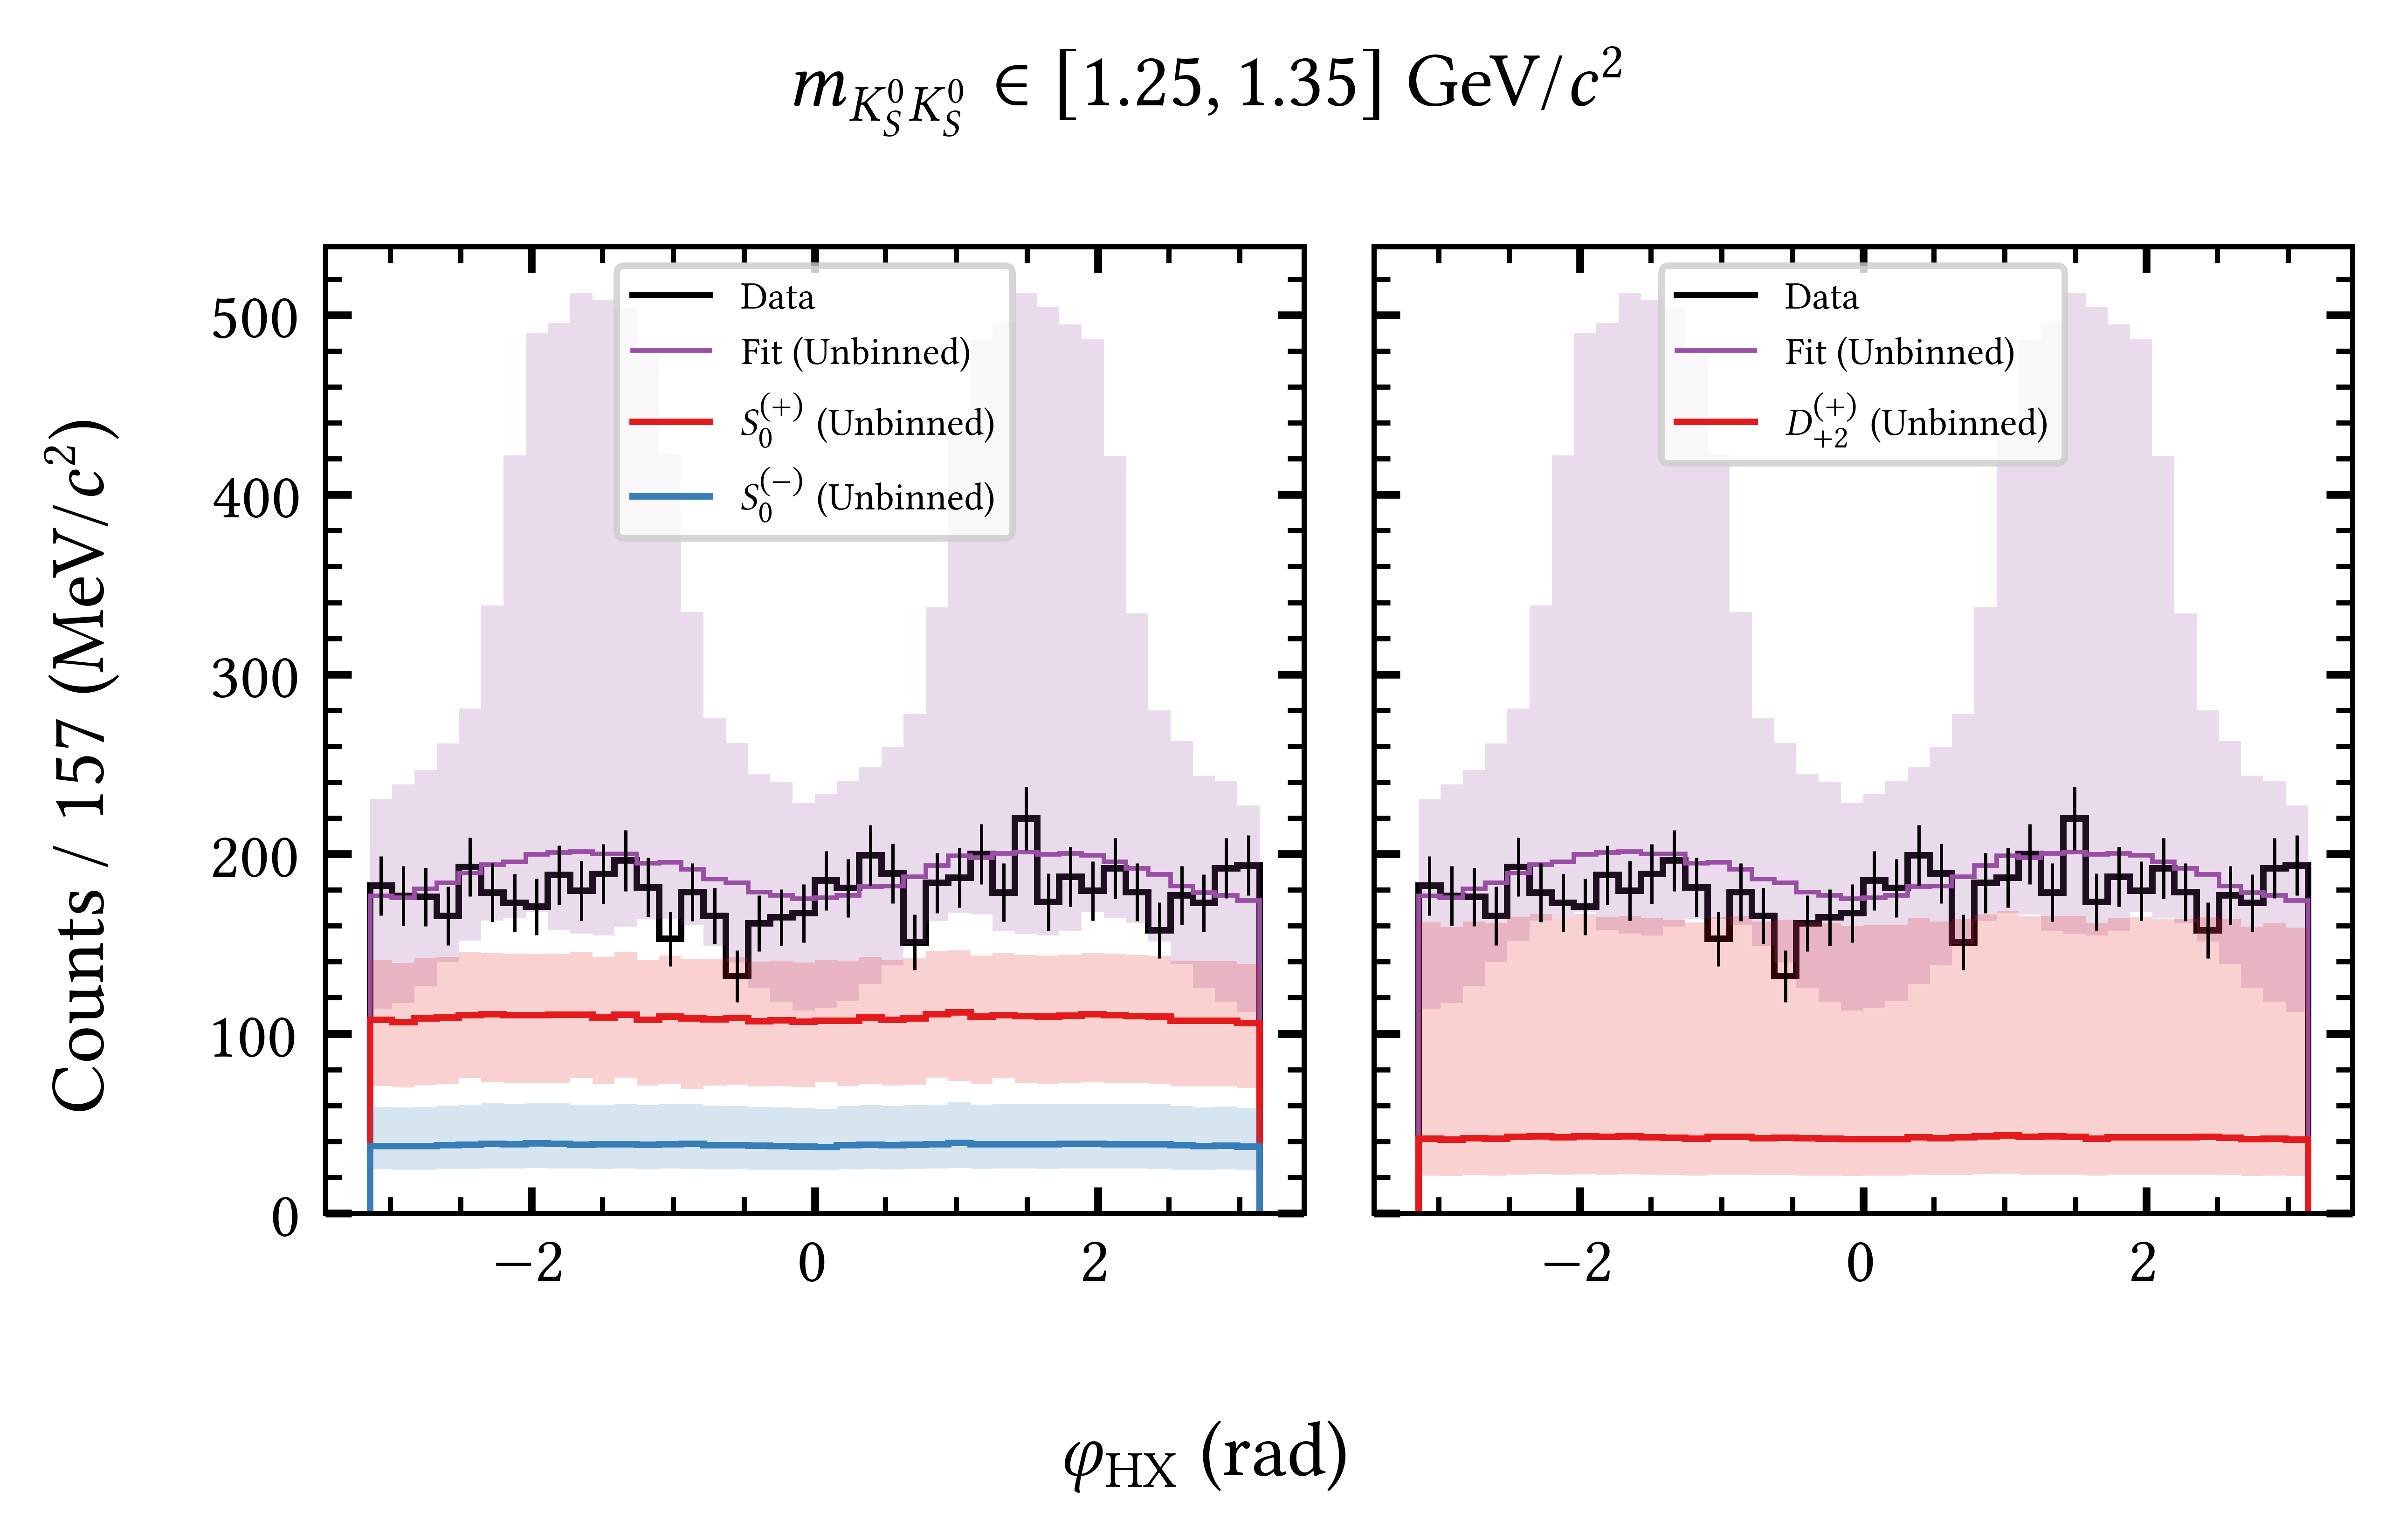 m_{K_S^0 K_S^0} ∈ [1.25, 1.35] GeV/c²
Counts / 157 (MeV/c²)
500
400
300
200
100
0
Data
Fit (Unbinned)
S_0^{(+)} (Unbinned)
S_0^{(−)} (Unbinned)
−2
0
2
Data
Fit (Unbinned)
D_{+2}^{(+)} (Unbinned)
−2
0
2
φ_{HX} (rad)